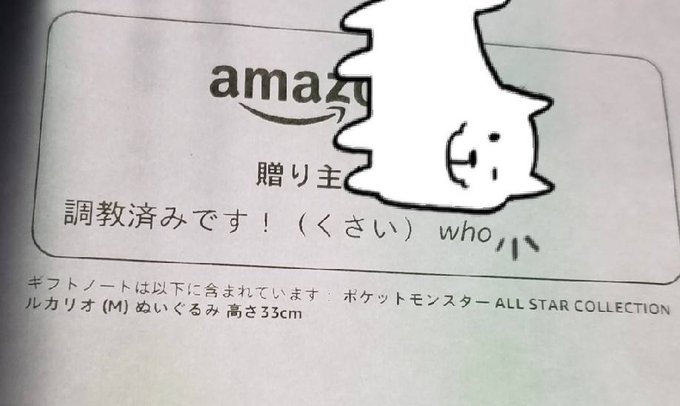 amaz
贈り主
調教済みです！（くさい） who
ギフトノートは以下に含まれています： ポケットモンスター ALL STAR COLLECTION
ルカリオ (M) ぬいぐるみ 高さ33cm